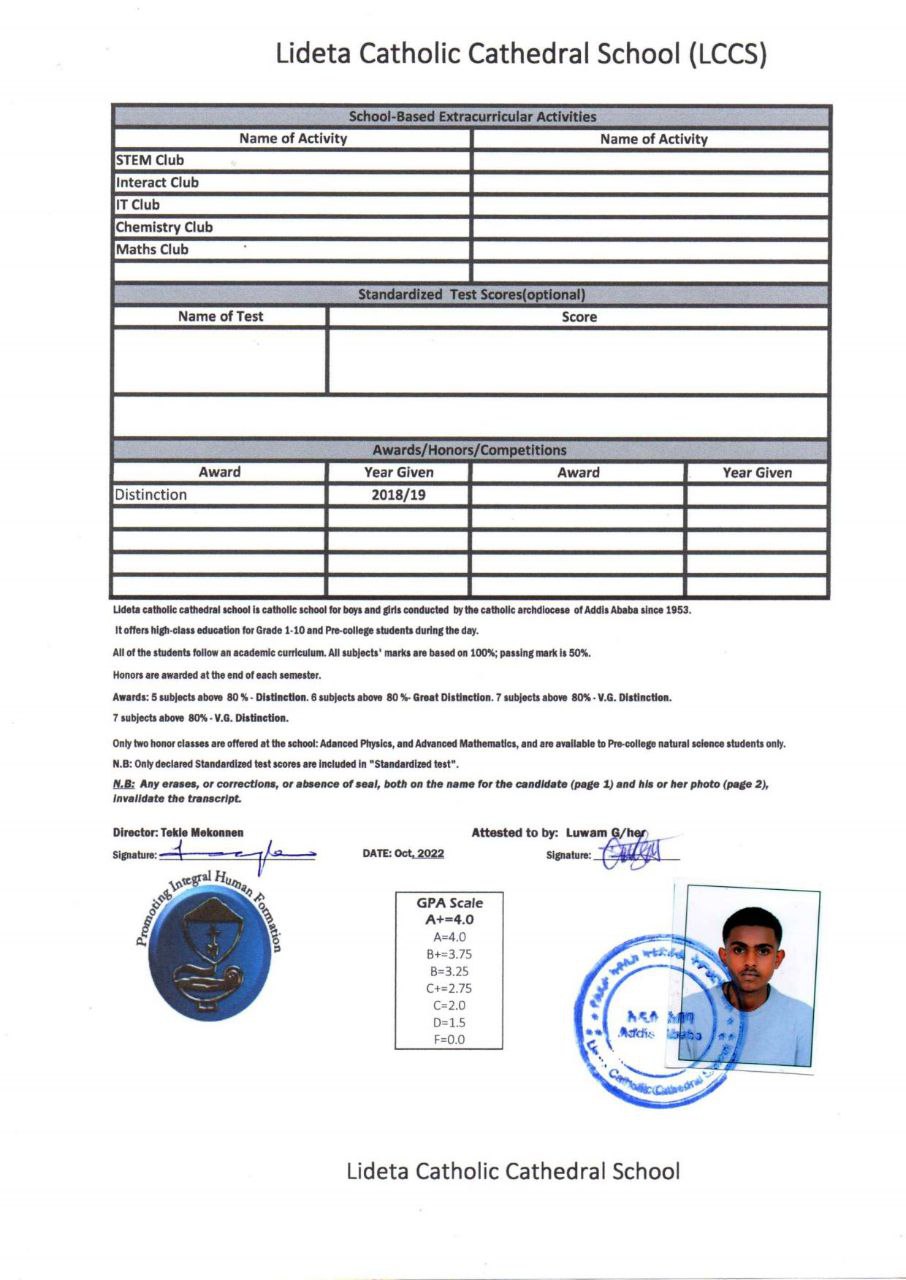 Lideta Catholic Cathedral School (LCCS)
School-Based Extracurricular Activities
Name of Activity Name of Activity
STEM Club
Interact Club
IT Club
Chemistry Club
Maths Club
Standardized Test Scores(optional)
Name of Test Score
Awards/Honors/Competitions
Award Year Given Award Year Given
Distinction 2018/19
Lideta catholic cathedral school is catholic school for boys and girls conducted by the catholic archdiocese of Addis Ababa since 1953.
It offers high-class education for Grade 1-10 and Pre-college students during the day.
All of the students follow an academic curriculum. All subjects' marks are based on 100%; passing mark is 50%.
Honors are awarded at the end of each semester.
Awards: 5 subjects above 80 % - Distinction. 6 subjects above 80 %- Great Distinction. 7 subjects above 80% - V.G. Distinction.
7 subjects above 80% - V.G. Distinction.
Only two honor classes are offered at the school: Adanced Physics, and Advanced Mathematics, and are available to Pre-college natural science students only.
N.B: Only declared Standardized test scores are included in "Standardized test".
N.B: Any erases, or corrections, or absence of seal, both on the name for the candidate (page 1) and his or her photo (page 2),
invalidate the transcript.
Director: Tekle Mekonnen Attested to by: Luwam G/her
Signature: DATE: Oct, 2022 Signature:
Promoting Integral Human Formation
GPA Scale
A+=4.0
A=4.0
B+=3.75
B=3.25
C+=2.75
C=2.0
D=1.5
F=0.0
አዲስ አበባ
Addis Ababa
Catholic Cathedral
Lideta Catholic Cathedral School